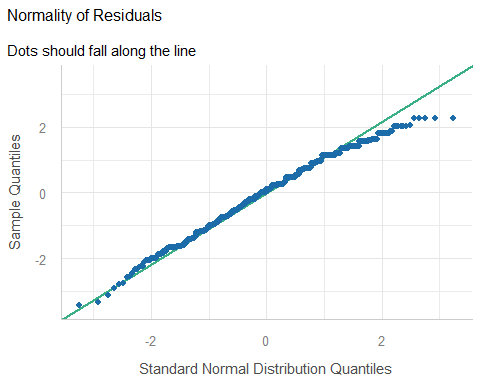 Normality of Residuals
Dots should fall along the line
Sample Quantiles
2
0
-2
-2
0
2
Standard Normal Distribution Quantiles